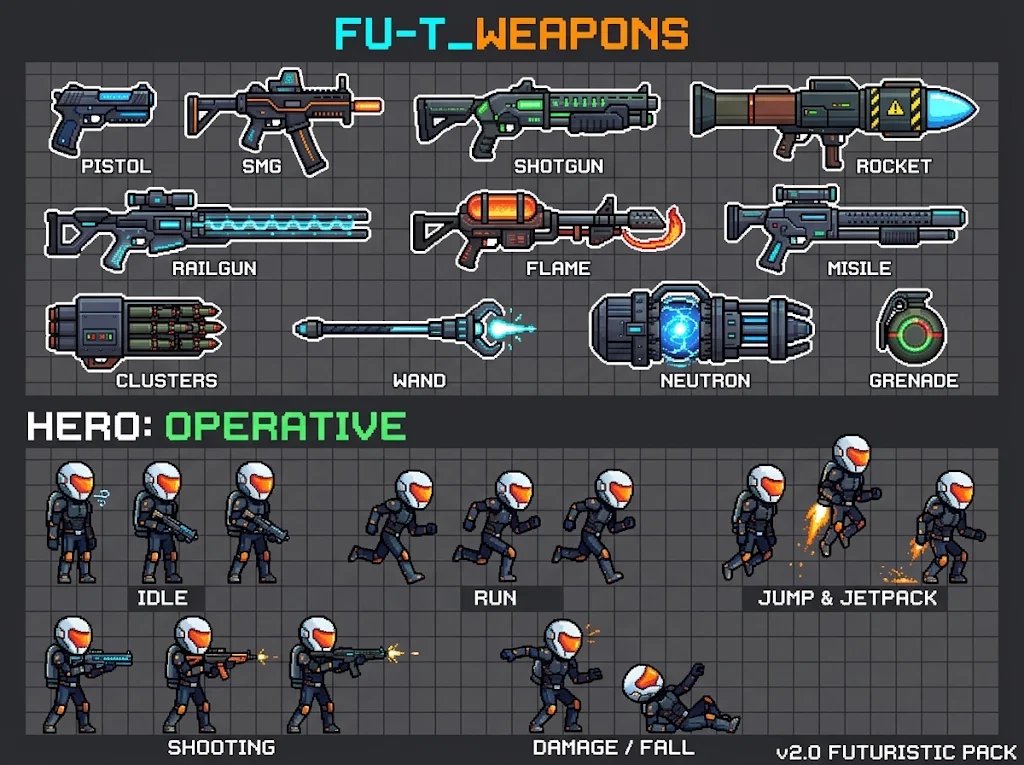 FU-T_WEAPONS
PISTOL
SMG
SHOTGUN
ROCKET
RAILGUN
FLAME
MISILE
CLUSTERS
WAND
NEUTRON
GRENADE
HERO: OPERATIVE
IDLE
RUN
JUMP & JETPACK
SHOOTING
DAMAGE / FALL
v2.0 FUTURISTIC PACK